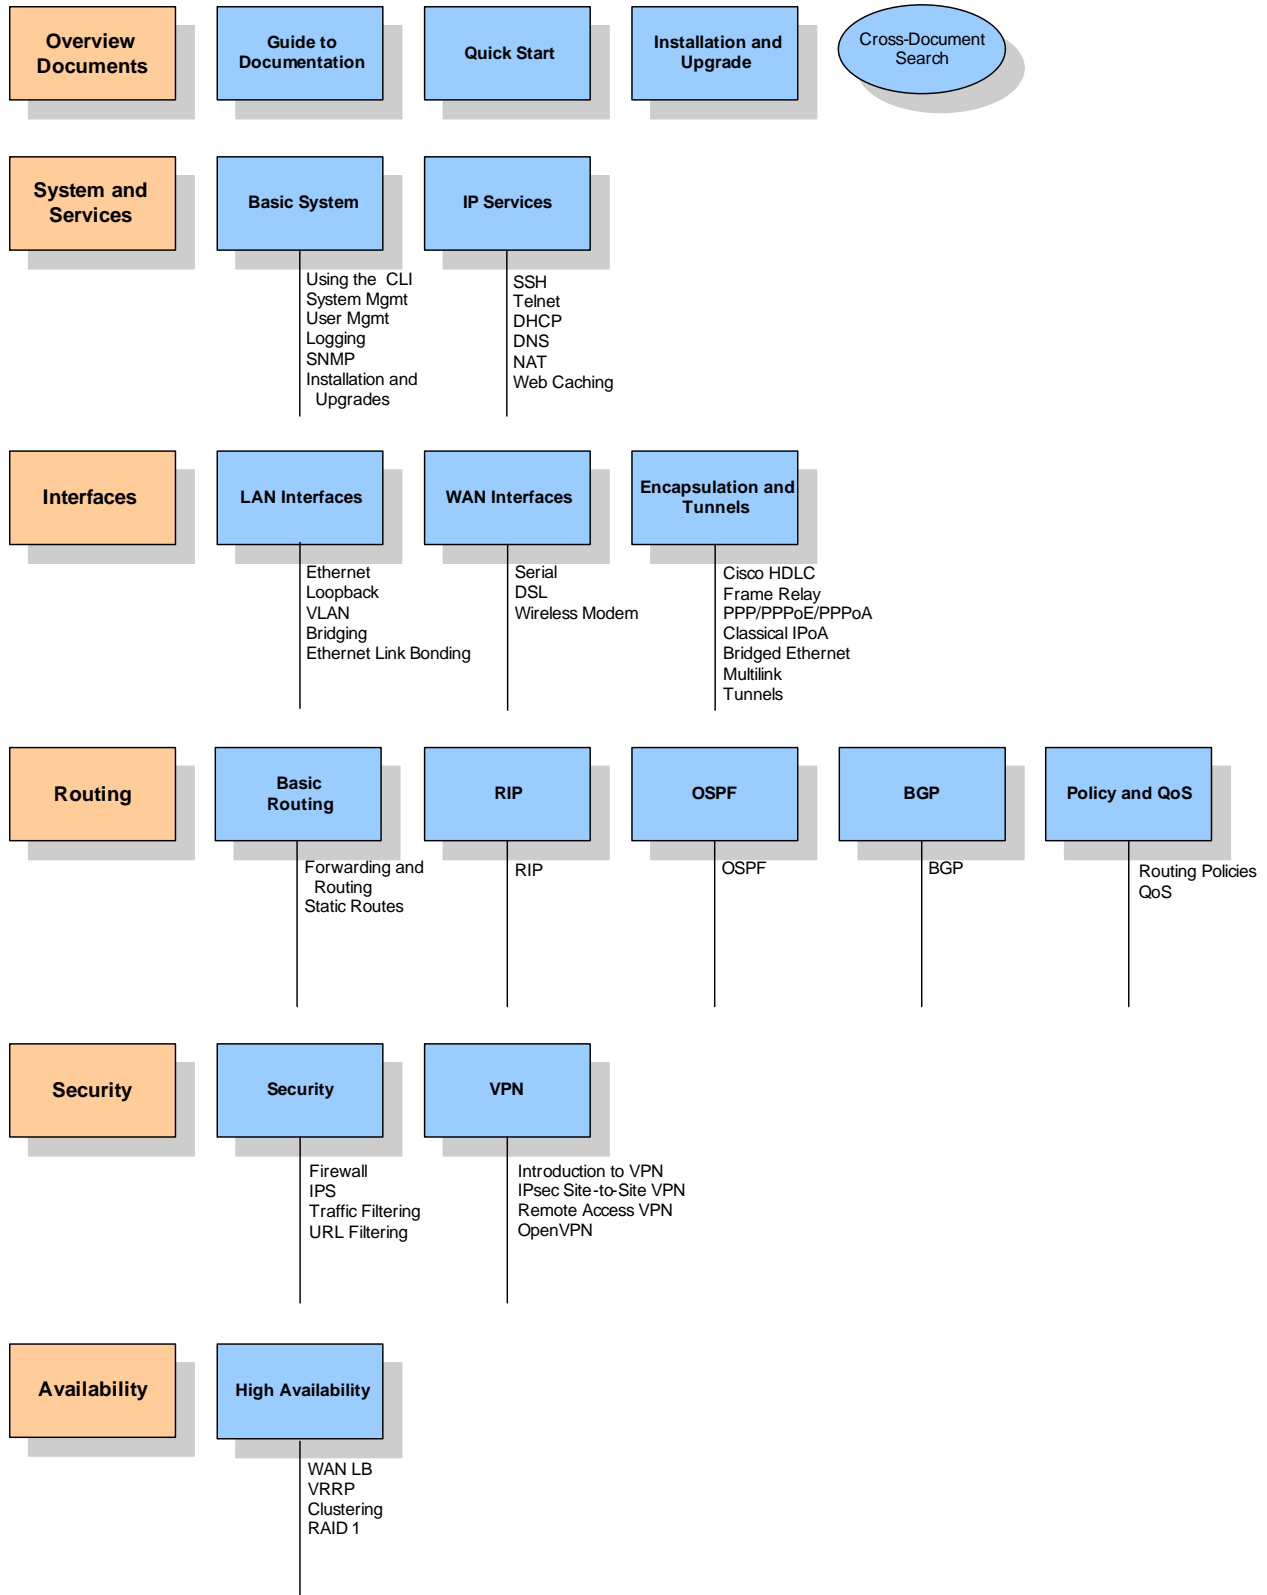 Overview
Documents
Guide to
Documentation
Quick Start
Installation and
Upgrade
Cross-Document
Search
System and
Services
Basic System
IP Services
Using the CLI
System Mgmt
User Mgmt
Logging
SNMP
Installation and
Upgrades
SSH
Telnet
DHCP
DNS
NAT
Web Caching
Interfaces
LAN Interfaces
WAN Interfaces
Encapsulation and
Tunnels
Ethernet
Loopback
VLAN
Bridging
Ethernet Link Bonding
Serial
DSL
Wireless Modem
Cisco HDLC
Frame Relay
PPP/PPPoE/PPPoA
Classical IPoA
Bridged Ethernet
Multilink
Tunnels
Routing
Basic
Routing
RIP
OSPF
BGP
Policy and QoS
Forwarding and
Routing
Static Routes
RIP
OSPF
BGP
Routing Policies
QoS
Security
Security
VPN
Firewall
IPS
Traffic Filtering
URL Filtering
Introduction to VPN
IPsec Site-to-Site VPN
Remote Access VPN
OpenVPN
Availability
High Availability
WAN LB
VRRP
Clustering
RAID 1